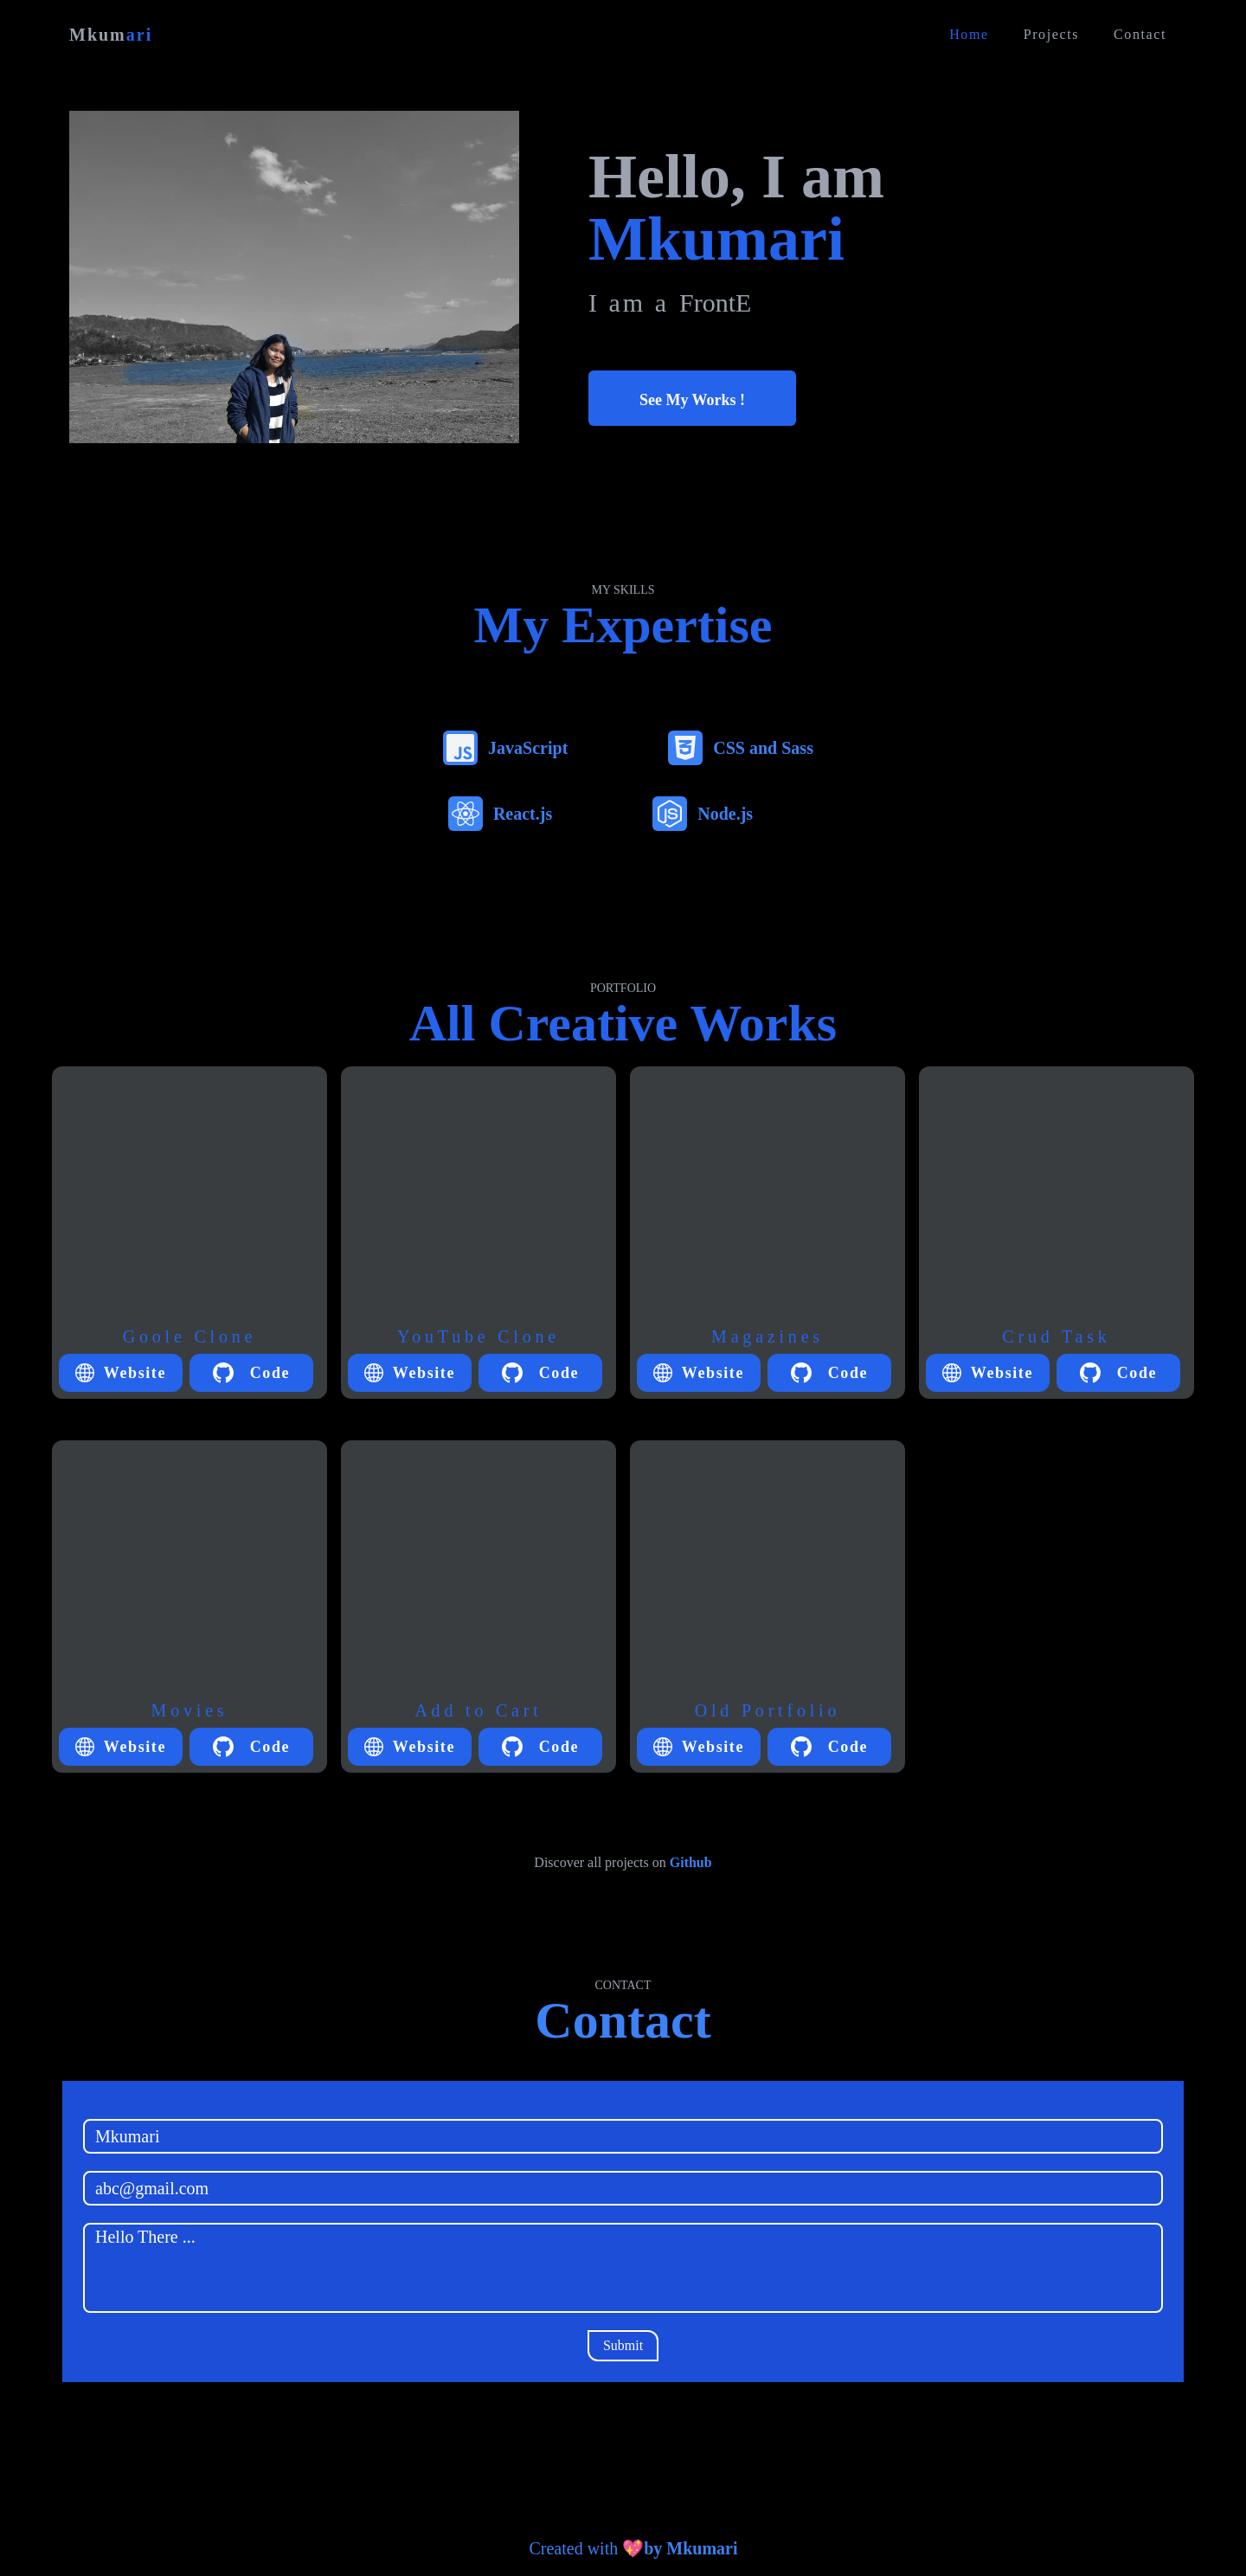 Mkumari
Home Projects Contact
Hello, I am
Mkumari
I am a FrontE
See My Works !
MY SKILLS
My Expertise
JS JavaScript
CSS and Sass
React.js
JS Node.js
PORTFOLIO
All Creative Works
Goole Clone
Website Code
YouTube Clone
Website Code
Magazines
Website Code
Crud Task
Website Code
Movies
Website Code
Add to Cart
Website Code
Old Portfolio
Website Code
Discover all projects on Github
CONTACT
Contact
Mkumari
abc@gmail.com
Hello There ...
Submit
Created with 💖by Mkumari